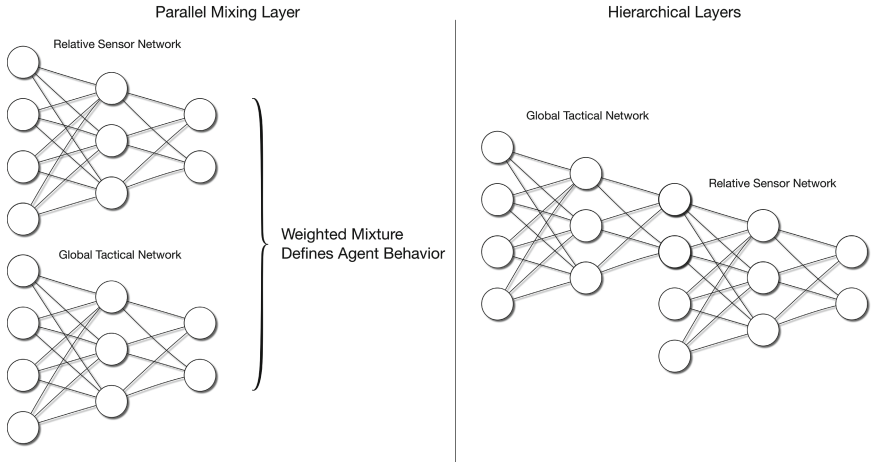 Parallel Mixing Layer
Relative Sensor Network
Global Tactical Network
Weighted Mixture
Defines Agent Behavior
Hierarchical Layers
Global Tactical Network
Relative Sensor Network